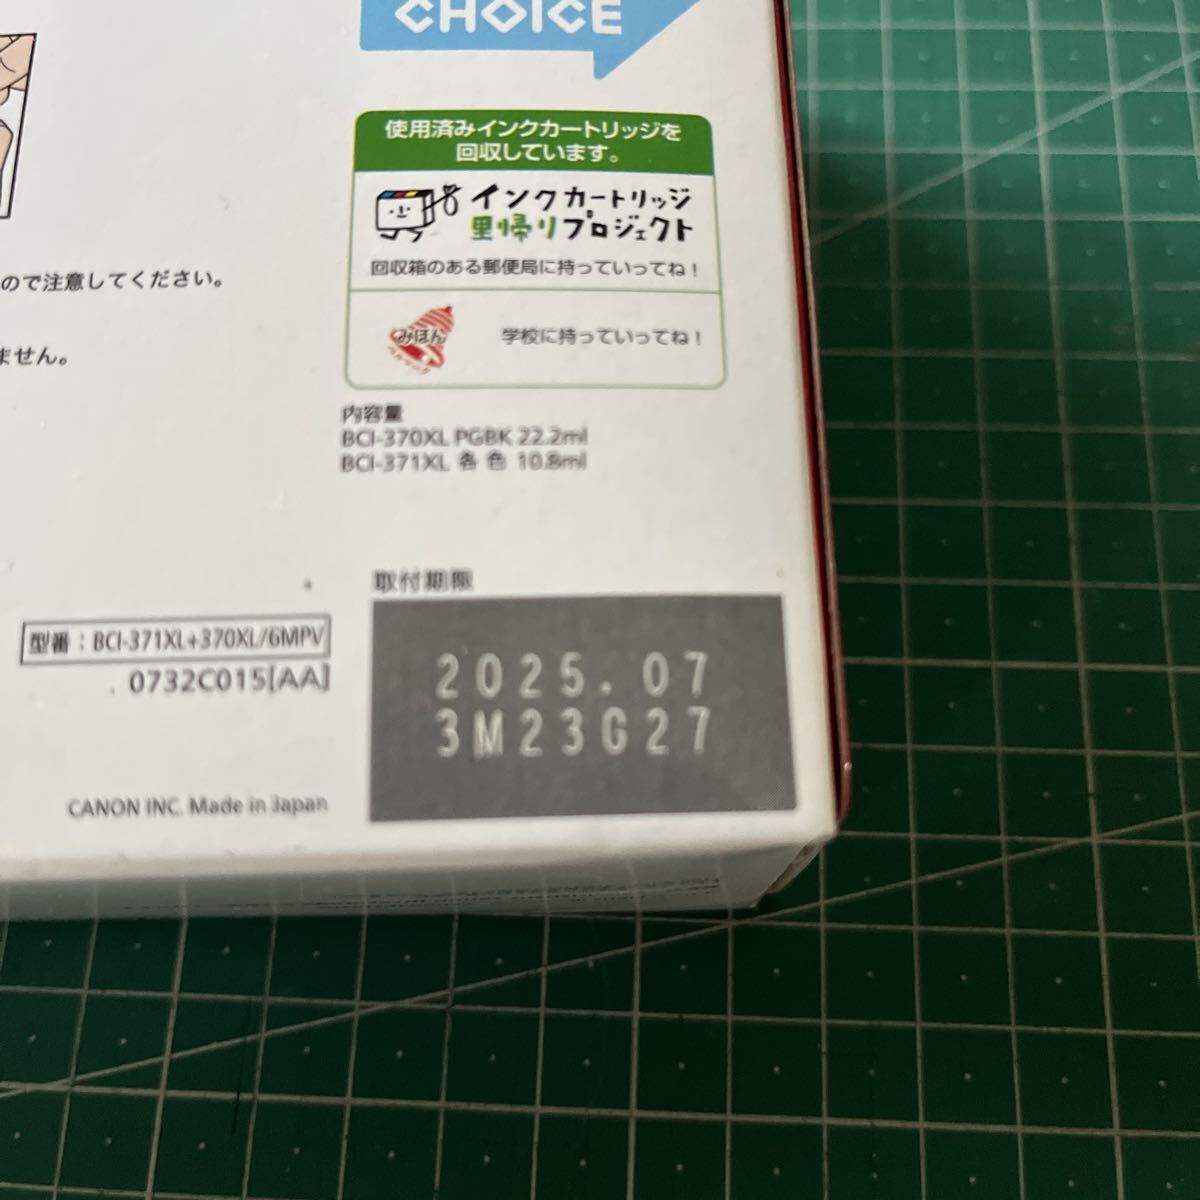 CHOICE
使用済みインクカートリッジを
回収しています。
インクカートリッジ
里帰りプロジェクト
回収箱のある郵便局に持っていってね！
ので注意してください。
みほん
ベルマーク
学校に持っていってね！
ません。
内容量
BCI-370XL PGBK 22.2ml
BCI-371XL 各色 10.8ml
取付期限
2025.07
3M23G27
型番：BCI-371XL+370XL/6MPV
0732C015[AA]
CANON INC. Made in Japan